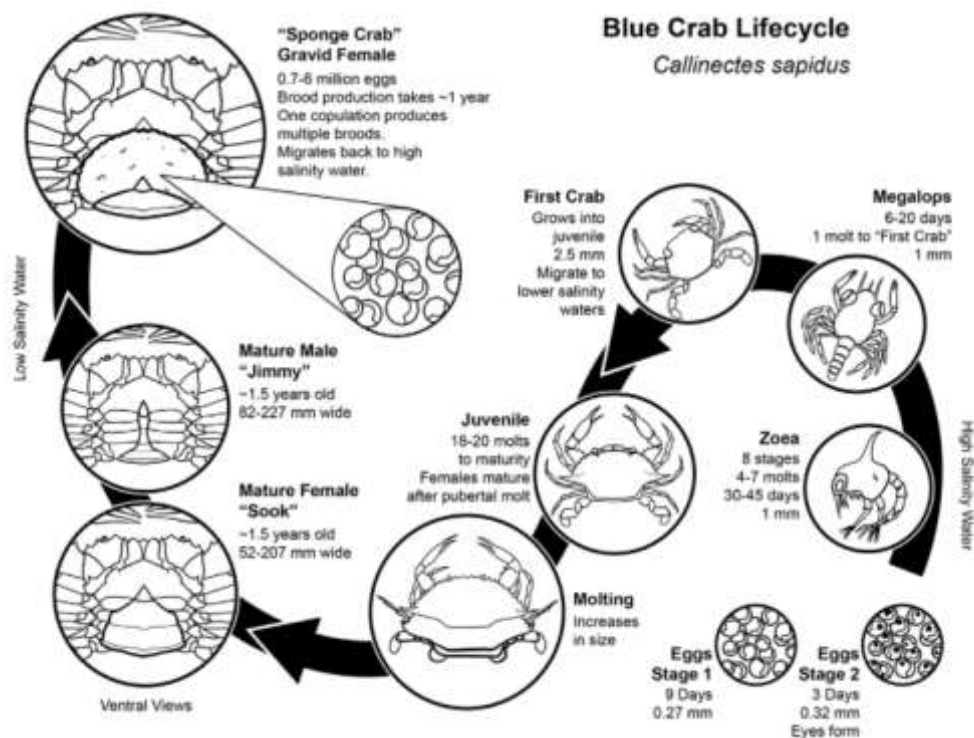 Blue Crab Lifecycle
Callinectes sapidus
"Sponge Crab"
Gravid Female
0.7-6 million eggs
Brood production takes ~1 year
One copulation produces
multiple broods.
Migrates back to high
salinity water.
First Crab
Grows into
juvenile
2.5 mm
Migrate to
lower salinity
waters
Megalops
6-20 days
1 molt to "First Crab"
1 mm
Low Salinity Water
Mature Male
"Jimmy"
~1.5 years old
82-227 mm wide
Juvenile
18-20 molts
to maturity
Females mature
after pubertal molt
Zoea
8 stages
4-7 molts
30-45 days
1 mm
High Salinity Water
Mature Female
"Sook"
~1.5 years old
52-207 mm wide
Molting
Increases
in size
Eggs
Stage 1
9 Days
0.27 mm
Eggs
Stage 2
3 Days
0.32 mm
Eyes form
Ventral Views